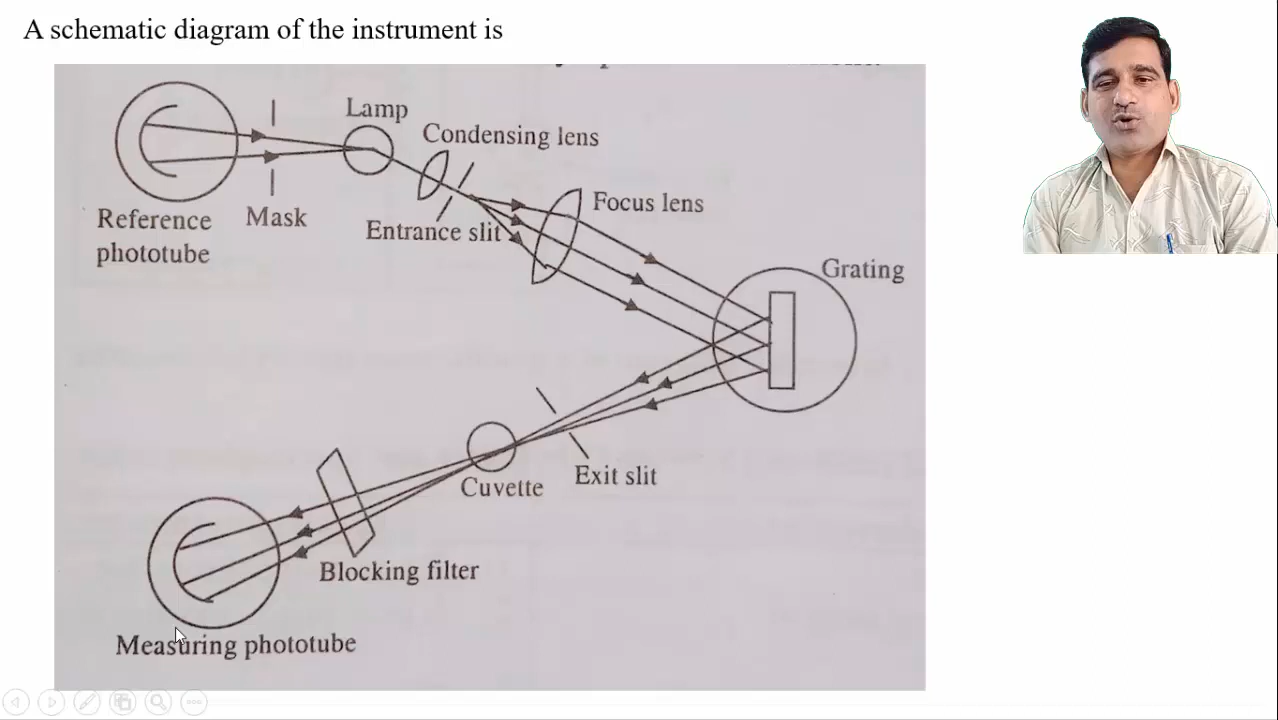 A schematic diagram of the instrument is
Lamp
Condensing lens
Focus lens
Reference
phototube
Mask
Entrance slit
Grating
Exit slit
Cuvette
Blocking filter
Measuring phototube